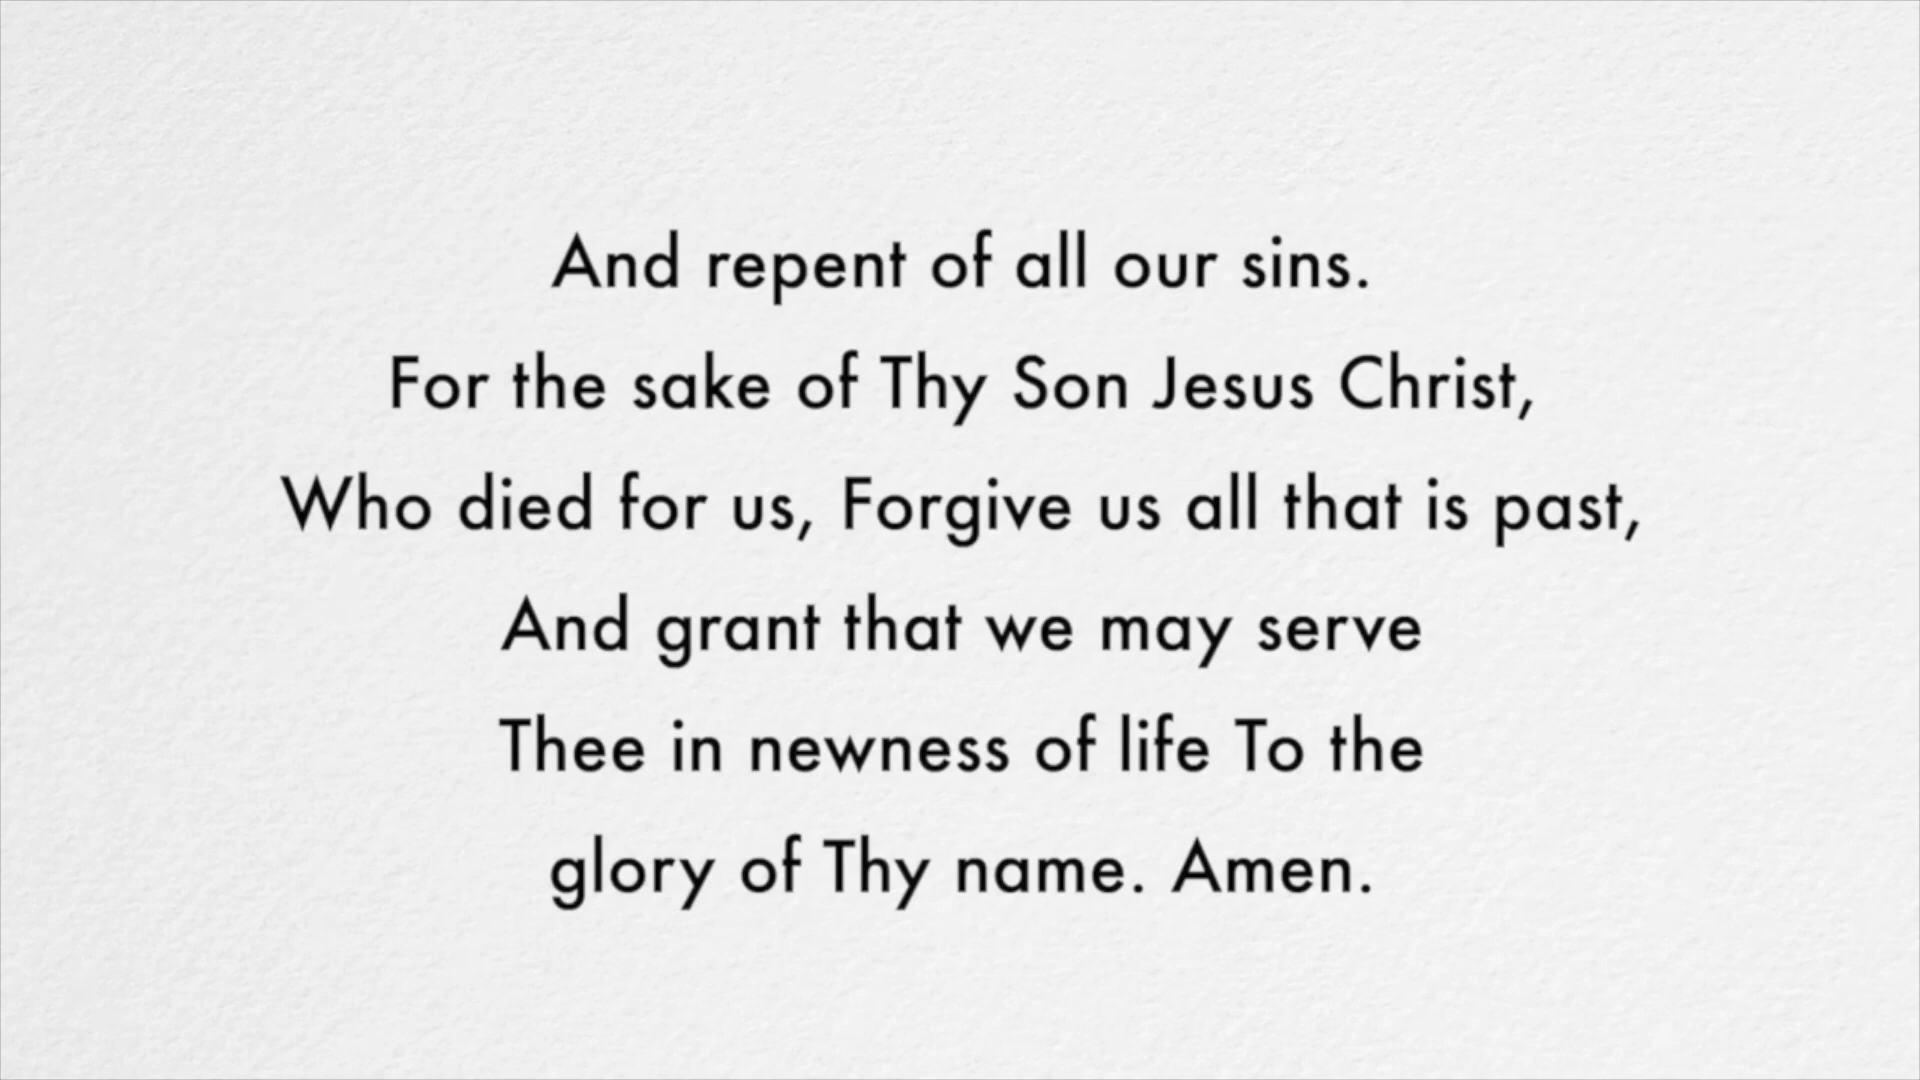 And repent of all our sins.
For the sake of Thy Son Jesus Christ,
Who died for us, Forgive us all that is past,
And grant that we may serve
Thee in newness of life To the
glory of Thy name. Amen.